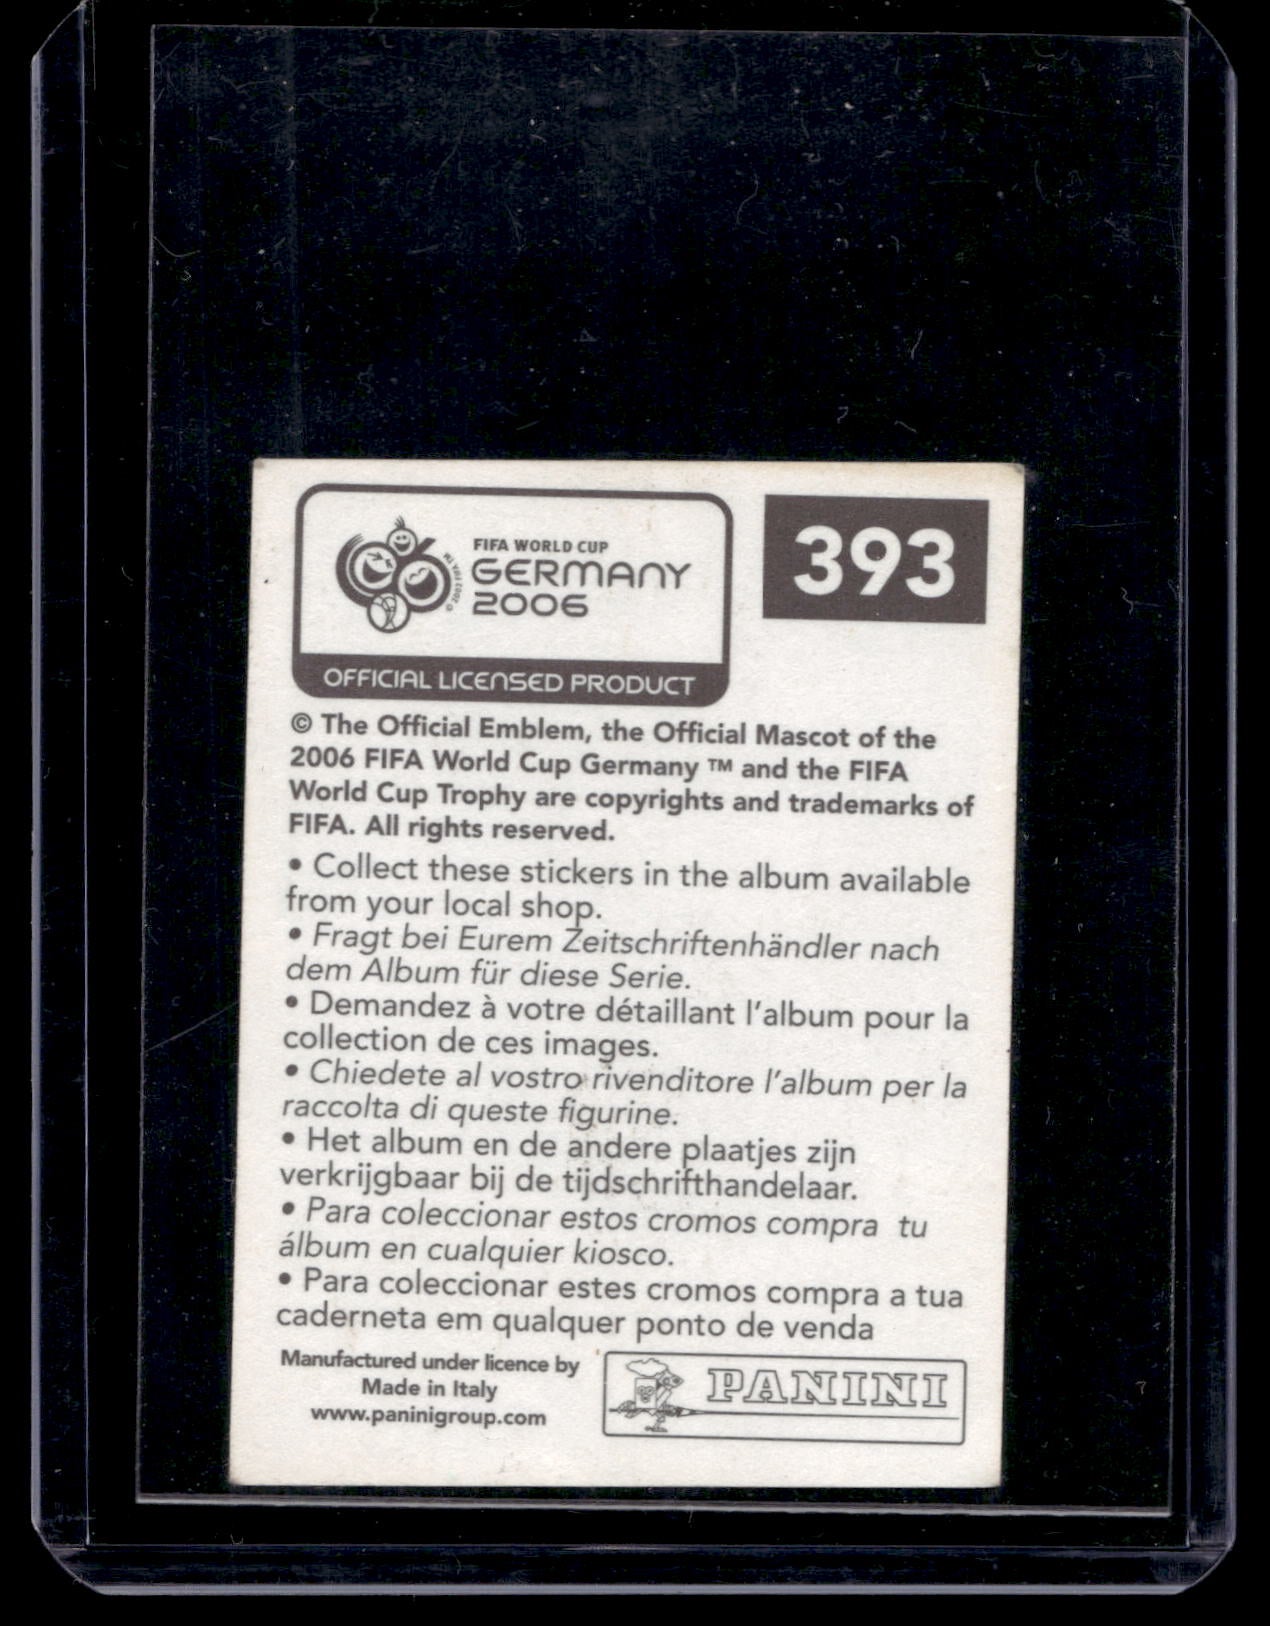 FIFA WORLD CUP
GERMANY
2006
OFFICIAL LICENSED PRODUCT
393
© The Official Emblem, the Official Mascot of the
2006 FIFA World Cup Germany ™ and the FIFA
World Cup Trophy are copyrights and trademarks of
FIFA. All rights reserved.
• Collect these stickers in the album available
from your local shop.
• Fragt bei Eurem Zeitschriftenhändler nach
dem Album für diese Serie.
• Demandez à votre détaillant l'album pour la
collection de ces images.
• Chiedete al vostro rivenditore l'album per la
raccolta di queste figurine.
• Het album en de andere plaatjes zijn
verkrijgbaar bij de tijdschrifthandelaar.
• Para coleccionar estos cromos compra tu
álbum en cualquier kiosco.
• Para coleccionar estes cromos compra a tua
caderneta em qualquer ponto de venda
Manufactured under licence by
Made in Italy
www.paninigroup.com
PANINI